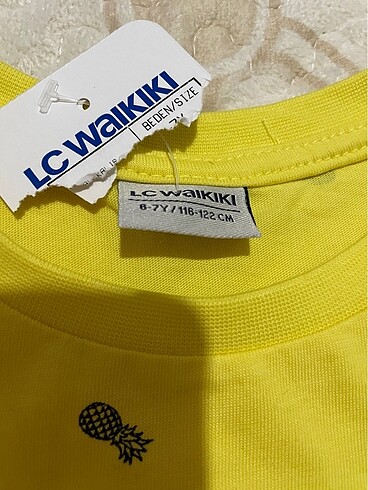 LC WAIKIKI
BEDEN/SIZE
LC WAIKIKI
6-7Y/116-122 CM